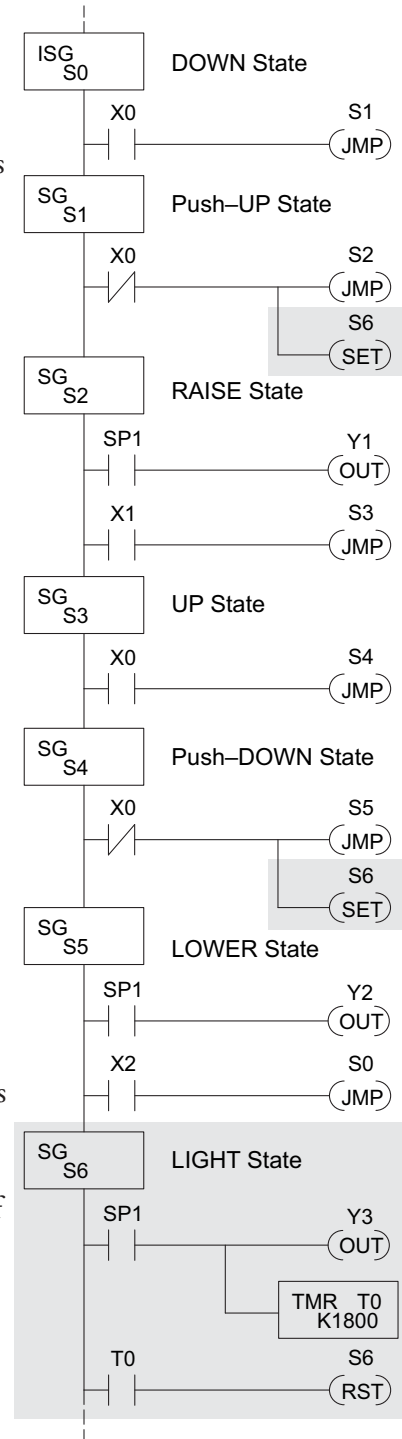 ISG
S0
DOWN State
X0
S1
JMP
s
SG
S1
Push–UP State
X0
S2
JMP
S6
SET
SG
S2
RAISE State
SP1
Y1
OUT
X1
S3
JMP
SG
S3
UP State
X0
S4
JMP
SG
S4
Push–DOWN State
X0
S5
JMP
S6
SET
SG
S5
LOWER State
SP1
Y2
OUT
X2
S0
JMP
s
SG
S6
LIGHT State
f
SP1
Y3
OUT
TMR T0
K1800
T0
S6
RST